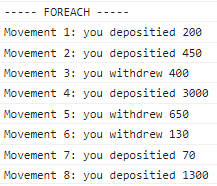 ----- FOREACH -----
Movement 1: you depositied 200
Movement 2: you depositied 450
Movement 3: you withdrew 400
Movement 4: you depositied 3000
Movement 5: you withdrew 650
Movement 6: you withdrew 130
Movement 7: you depositied 70
Movement 8: you depositied 1300